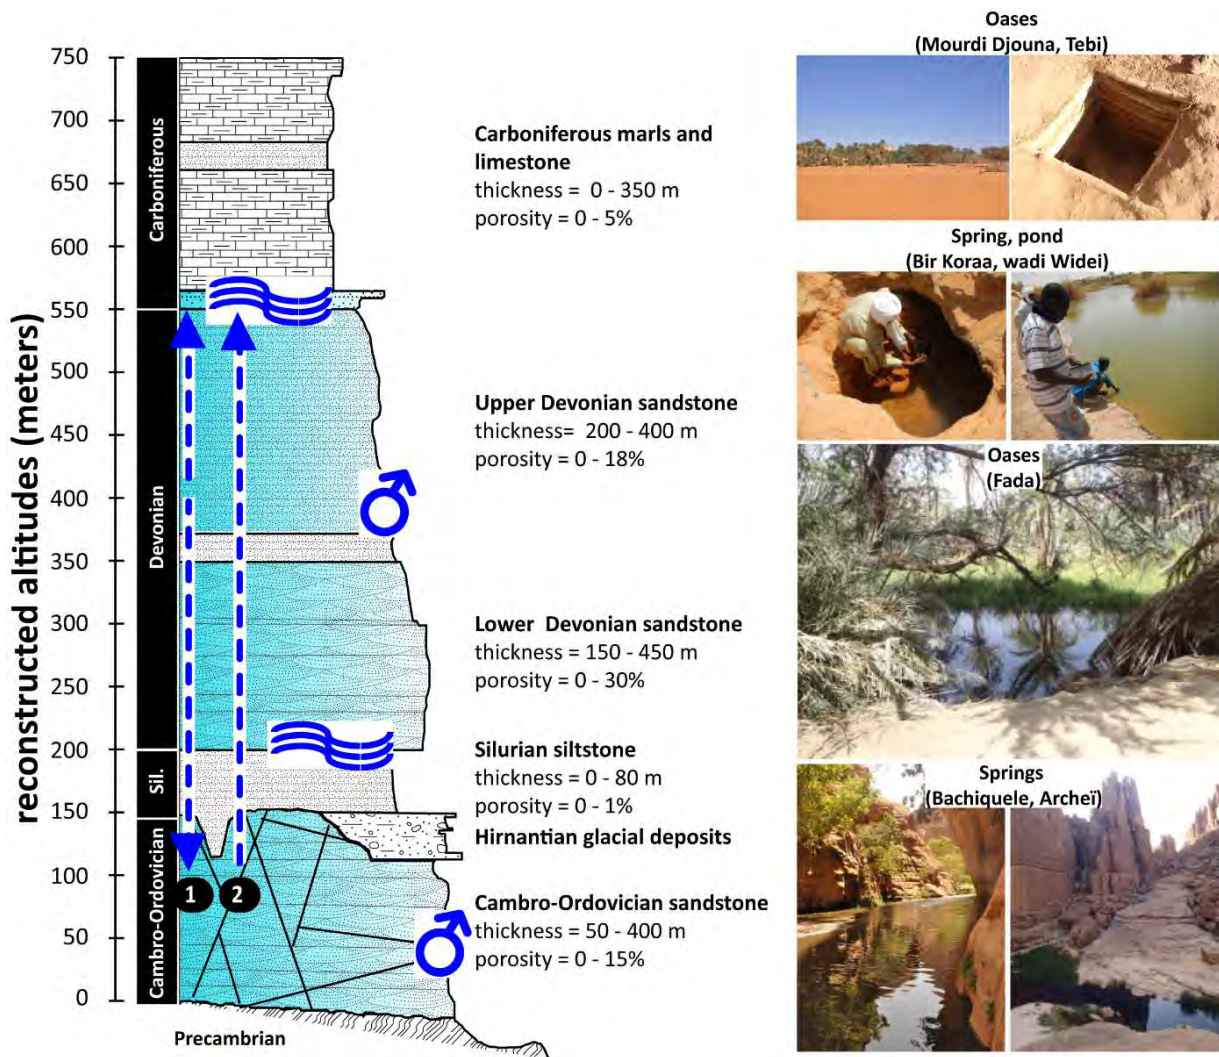 reconstructed altitudes (meters)
750
700
650
600
550
500
450
400
350
300
250
200
150
100
50
0
Carboniferous
Devonian
Sil.
Cambro-Ordovician
1
2
Precambrian
Carboniferous marls and
limestone
thickness = 0 - 350 m
porosity = 0 - 5%
Upper Devonian sandstone
thickness= 200 - 400 m
porosity = 0 - 18%
Lower Devonian sandstone
thickness = 150 - 450 m
porosity = 0 - 30%
Silurian siltstone
thickness = 0 - 80 m
porosity = 0 - 1%
Hirnantian glacial deposits
Cambro-Ordovician sandstone
thickness = 50 - 400 m
porosity = 0 - 15%
Oases
(Mourdi Djouna, Tebi)
Spring, pond
(Bir Koraa, wadi Widei)
Oases
(Fada)
Springs
(Bachiquele, Archeï)